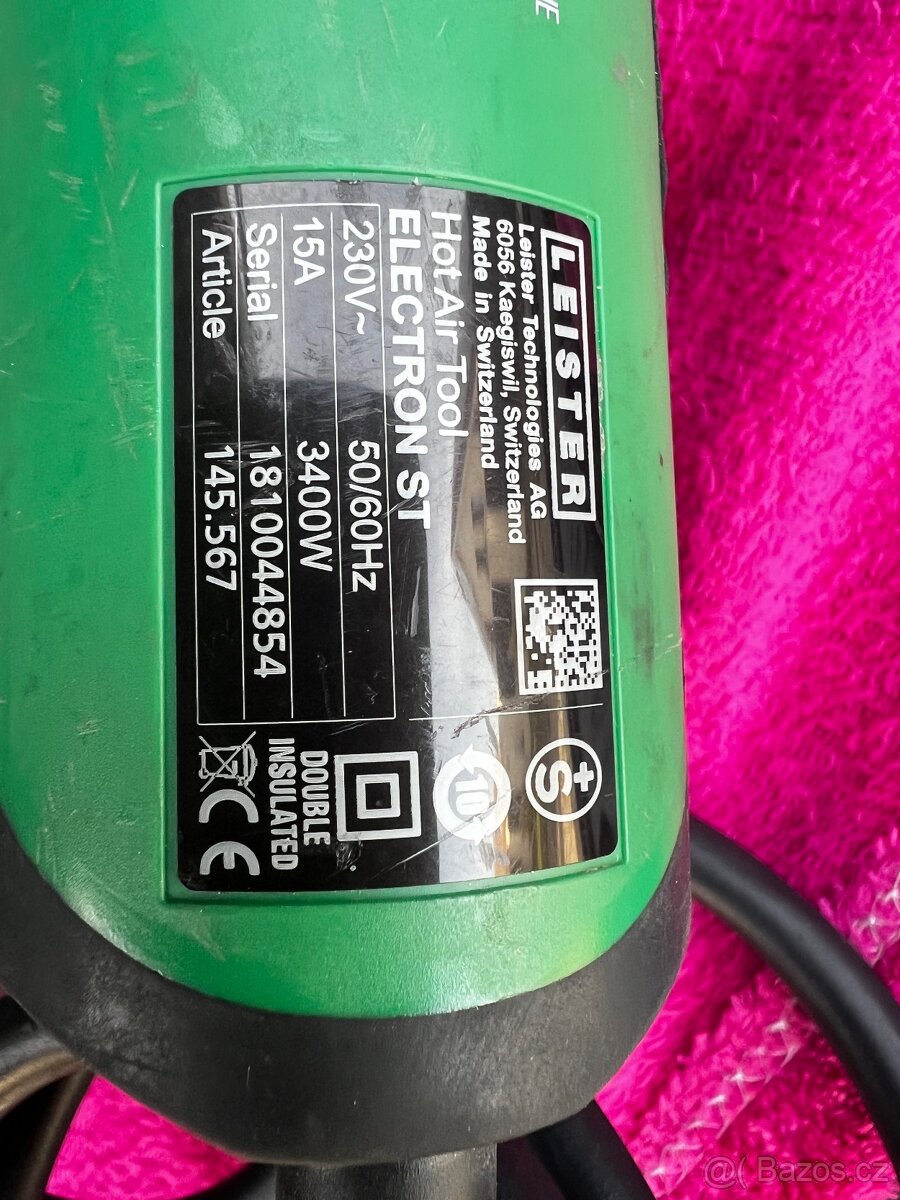 LEISTER
Leister Technologies AG
6056 Kaegiswil, Switzerland
Made in Switzerland
Hot Air Tool
ELECTRON ST
230V~ 50/60Hz
15A 3400W
Serial 1810044854
Article 145.567
S+
10
DOUBLE
INSULATED
CE
@( Bazos.cz